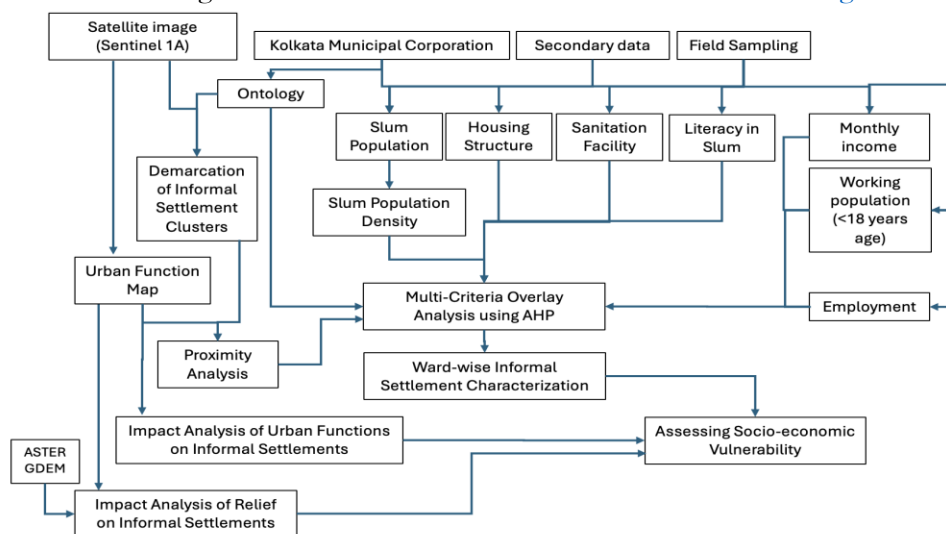 Satellite image
(Sentinel 1A)
Kolkata Municipal Corporation
Secondary data
Field Sampling
Ontology
Slum
Population
Housing
Structure
Sanitation
Facility
Literacy in
Slum
Monthly
income
Demarcation
of Informal
Settlement
Clusters
Slum Population
Density
Working
population
(<18 years
age)
Urban Function
Map
Multi-Criteria Overlay
Analysis using AHP
Employment
Proximity
Analysis
Ward-wise Informal
Settlement Characterization
Impact Analysis of Urban Functions
on Informal Settlements
Assessing Socio-economic
Vulnerability
ASTER
GDEM
Impact Analysis of Relief
on Informal Settlements